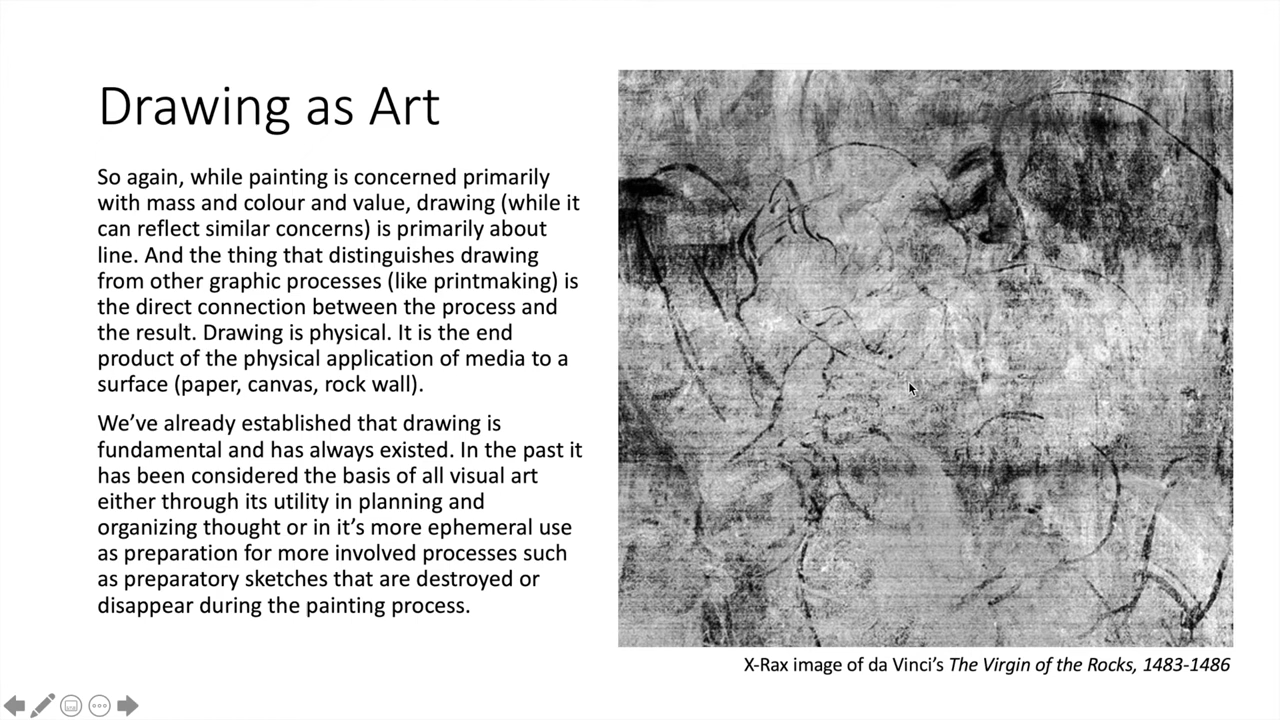 Drawing as Art
So again, while painting is concerned primarily
with mass and colour and value, drawing (while it
can reflect similar concerns) is primarily about
line. And the thing that distinguishes drawing
from other graphic processes (like printmaking) is
the direct connection between the process and
the result. Drawing is physical. It is the end
product of the physical application of media to a
surface (paper, canvas, rock wall).
We’ve already established that drawing is
fundamental and has always existed. In the past it
has been considered the basis of all visual art
either through its utility in planning and
organizing thought or in it’s more ephemeral use
as preparation for more involved processes such
as preparatory sketches that are destroyed or
disappear during the painting process.
X-Rax image of da Vinci’s The Virgin of the Rocks, 1483-1486